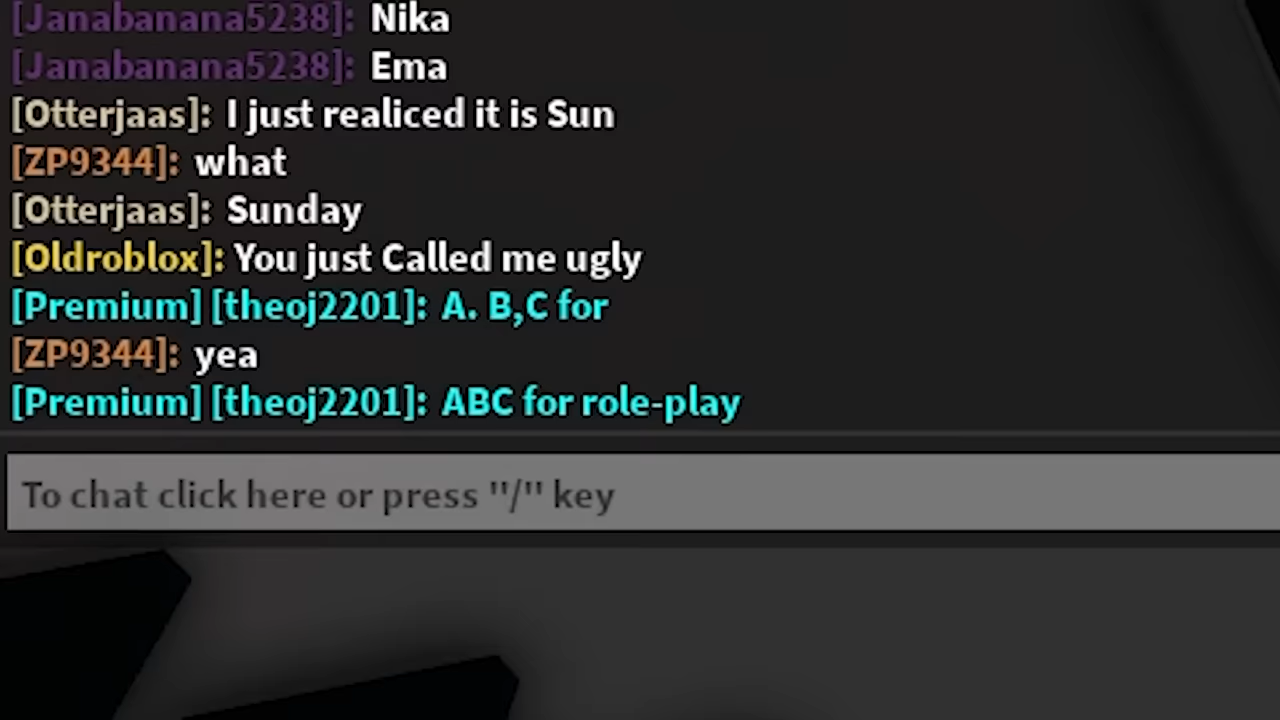 [Janabanana5238]: Nika
[Janabanana5238]: Ema
[Otterjaas]: I just realiced it is Sun
[ZP9344]: what
[Otterjaas]: Sunday
[Oldroblox]: You just Called me ugly
[Premium] [theoj2201]: A. B,C for
[ZP9344]: yea
[Premium] [theoj2201]: ABC for role-play
To chat click here or press "/" key